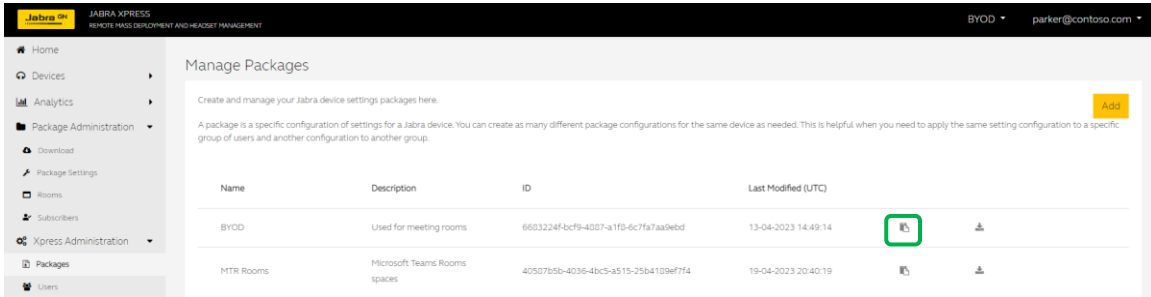 Jabra GN
JABRA XPRESS
REMOTE MASS DEPLOYMENT AND HEADSET MANAGEMENT
BYOD
parker@contoso.com
Home
Devices
Analytics
Package Administration
Download
Package Settings
Rooms
Subscribers
Xpress Administration
Packages
Users
Manage Packages
Create and manage your Jabra device settings packages here.
Add
A package is a specific configuration of settings for a Jabra device. You can create as many different package configurations for the same device as needed. This is helpful when you need to apply the same setting configuration to a specific
group of users and another configuration to another group.
Name Description ID Last Modified (UTC)
BYOD Used for meeting rooms 6683224f-bcf9-4087-a1f8-6c7fa7aa9ebd 13-04-2023 14:49:14
Microsoft Teams Rooms
MTR Rooms 40507b5b-4036-4bc5-a515-25b4109ef7f4 19-04-2023 20:40:19
spaces